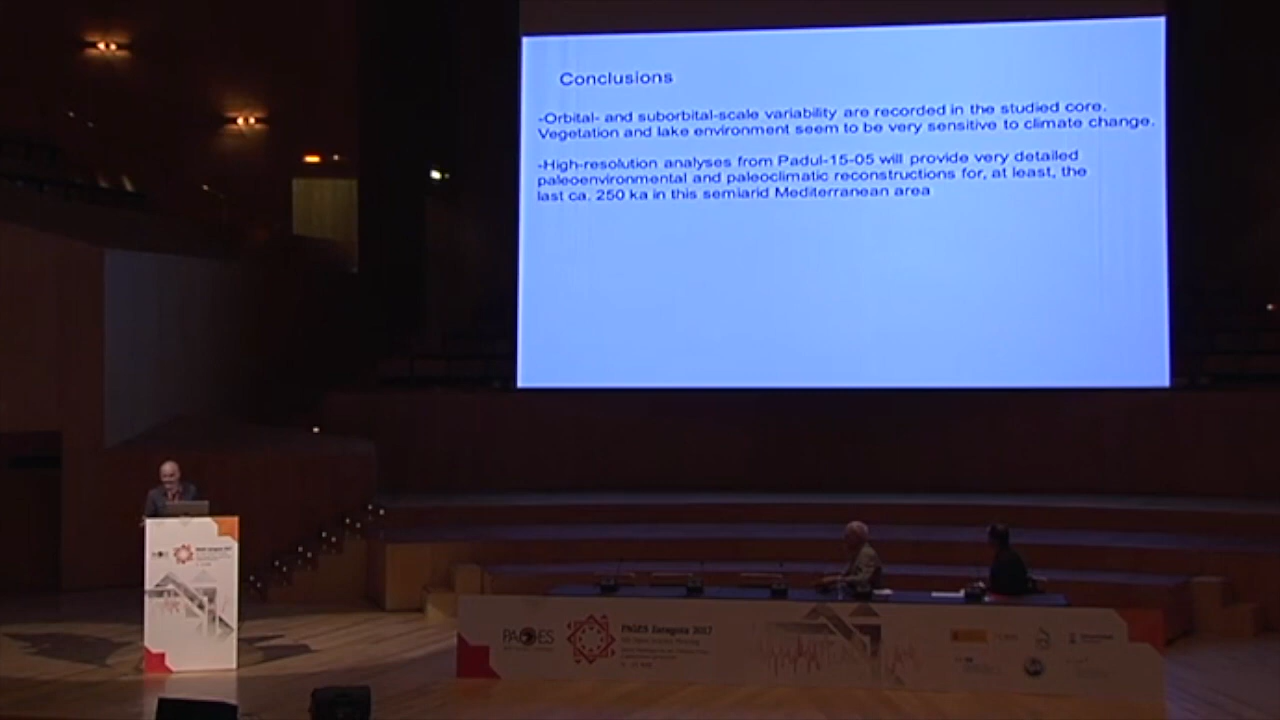 Conclusions
-Orbital- and suborbital-scale variability are recorded in the studied core.
Vegetation and lake environment seem to be very sensitive to climate change.
-High-resolution analyses from Padul-15-05 will provide very detailed
paleoenvironmental and paleoclimatic reconstructions for, at least, the
last ca. 250 ka in this semiarid Mediterranean area
PAGES
PAGES Zaragoza 2017